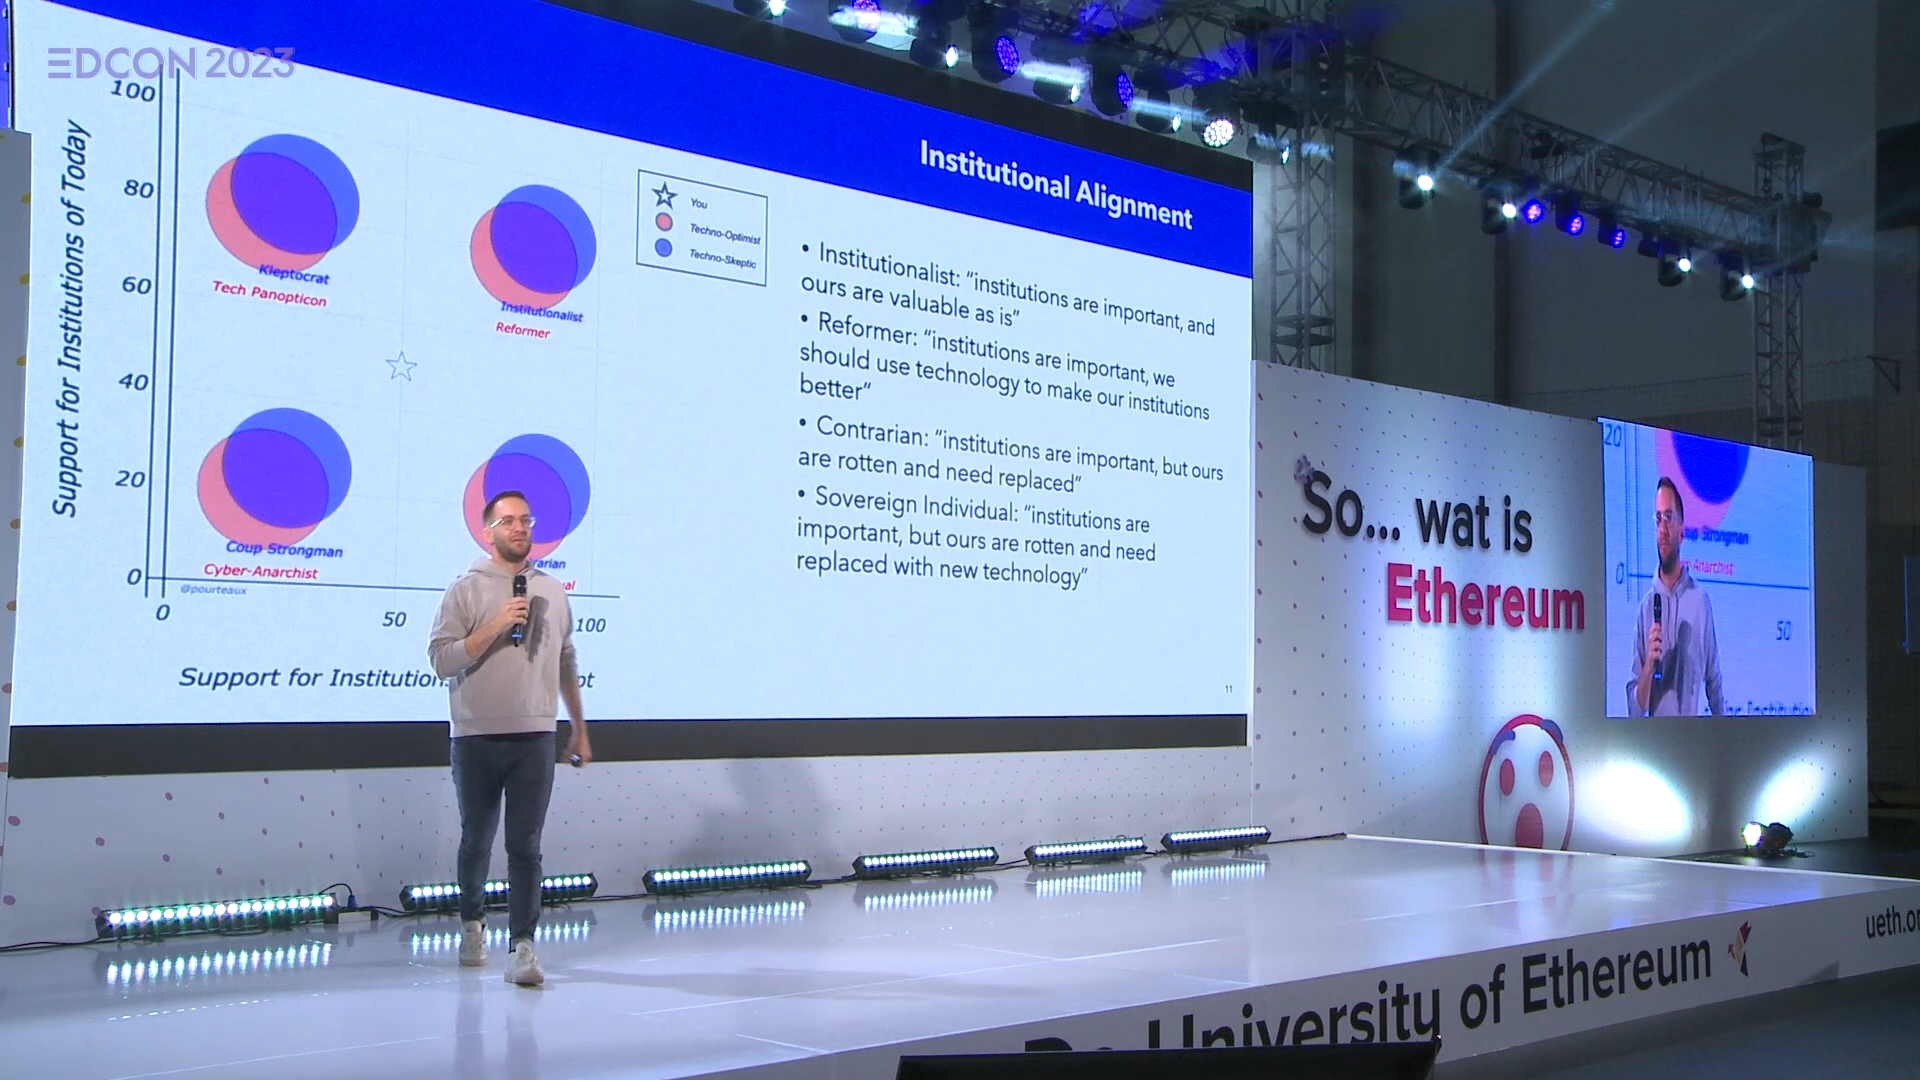 EDCON 2023
Institutional Alignment
100
80
60
40
20
0
0
50
100
Support for Institutions of Today
Support for Institution
pt
Kleptocrat
Tech Panopticon
Institutionalist
Reformer
Coup Strongman
Cyber-Anarchist
rarian
ual
@pourteaux
You
Techno-Optimist
Techno-Skeptic
• Institutionalist: “institutions are important, and
ours are valuable as is”
• Reformer: “institutions are important, we
should use technology to make our institutions
better”
• Contrarian: “institutions are important, but ours
are rotten and need replaced”
• Sovereign Individual: “institutions are
important, but ours are rotten and need
replaced with new technology”
11
So... wat is
Ethereum
20
0
50
Strongman
Anarchist
University of Ethereum
ueth.o